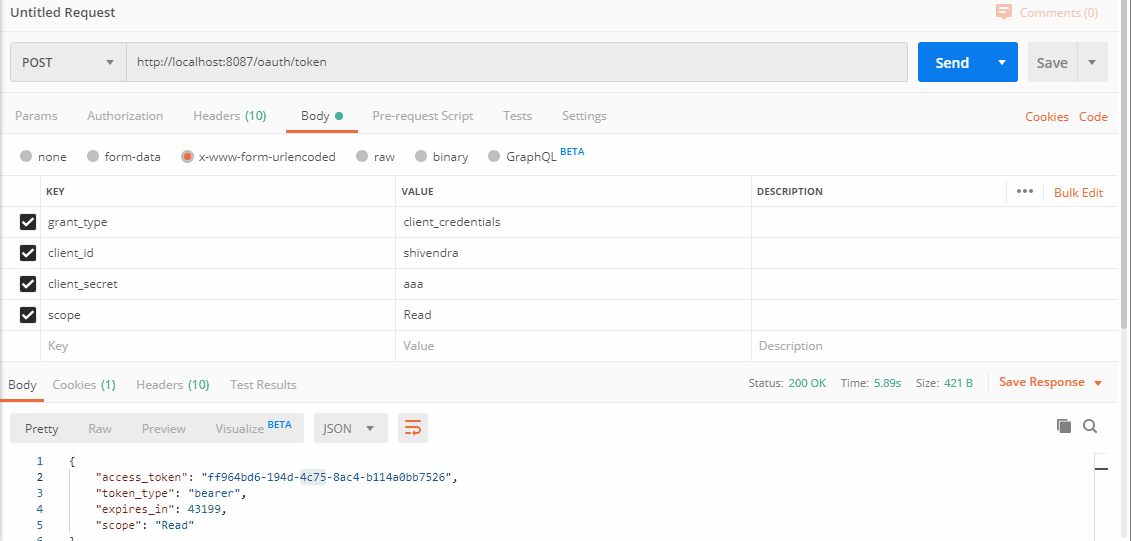 Untitled Request Comments (0)
POST http://localhost:8087/oauth/token Send Save
Params Authorization Headers (10) Body Pre-request Script Tests Settings Cookies Code
none form-data x-www-form-urlencoded raw binary GraphQL BETA
KEY VALUE DESCRIPTION ••• Bulk Edit
grant_type client_credentials
client_id shivendra
client_secret aaa
scope Read
Key Value Description
Body Cookies (1) Headers (10) Test Results Status: 200 OK Time: 5.89s Size: 421 B Save Response
Pretty Raw Preview Visualize BETA JSON
1 {
2 "access_token": "ff964bd6-194d-4c75-8ac4-b114a0bb7526",
3 "token_type": "bearer",
4 "expires_in": 43199,
5 "scope": "Read"